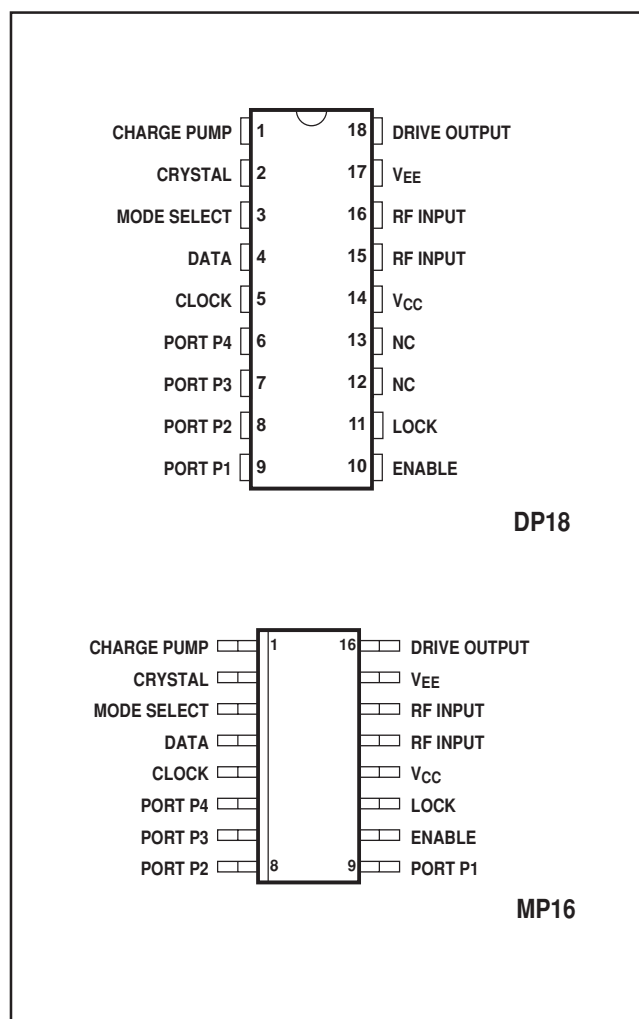 CHARGE PUMP 1 18 DRIVE OUTPUT
CRYSTAL 2 17 VEE
MODE SELECT 3 16 RF INPUT
DATA 4 15 RF INPUT
CLOCK 5 14 VCC
PORT P4 6 13 NC
PORT P3 7 12 NC
PORT P2 8 11 LOCK
PORT P1 9 10 ENABLE
DP18
CHARGE PUMP 1 16 DRIVE OUTPUT
CRYSTAL VEE
MODE SELECT RF INPUT
DATA RF INPUT
CLOCK VCC
PORT P4 LOCK
PORT P3 ENABLE
PORT P2 8 9 PORT P1
MP16